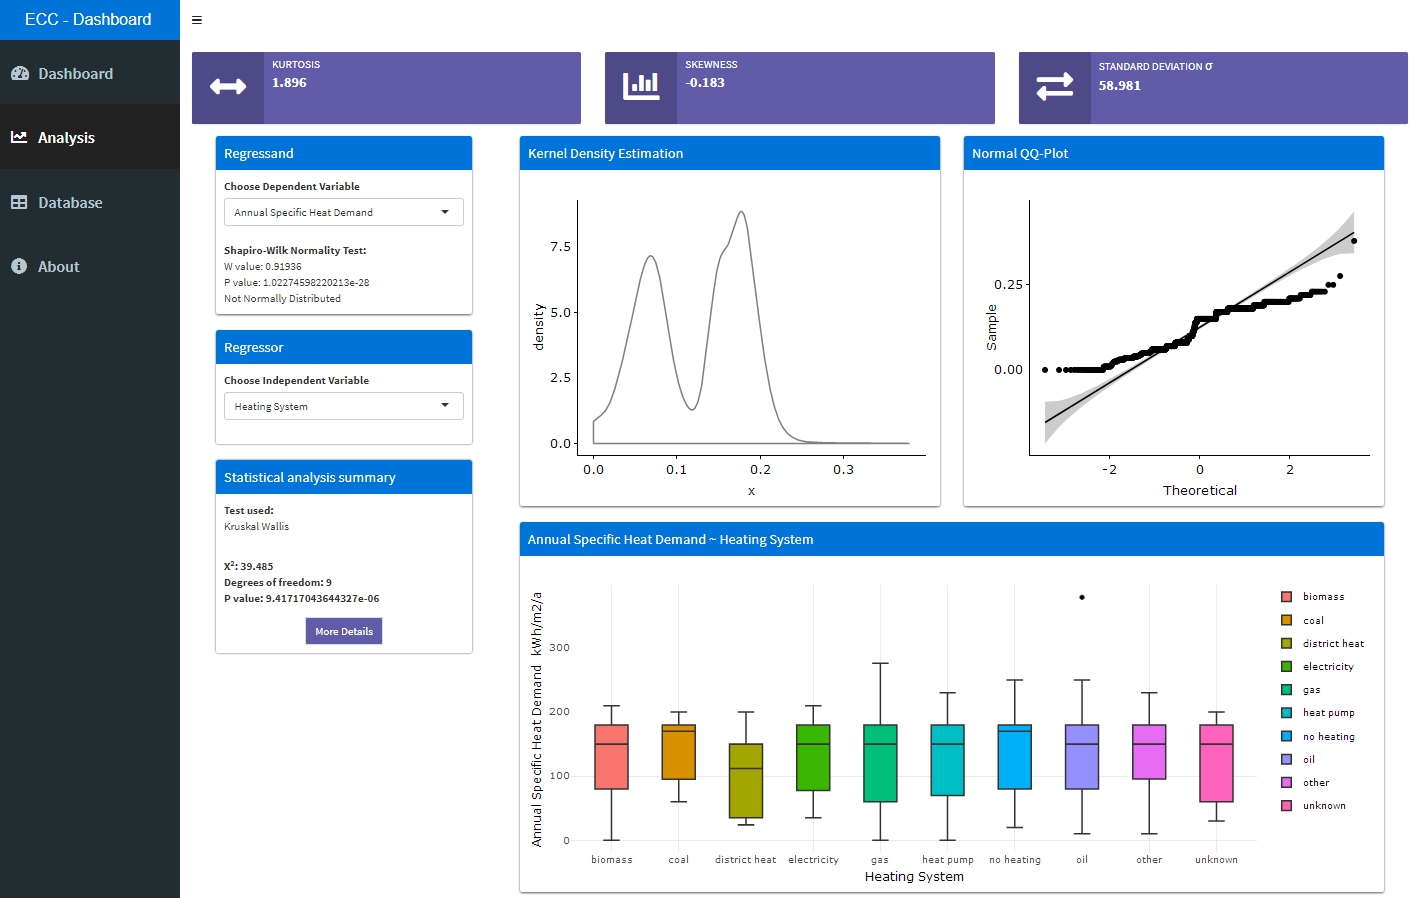 ECC - Dashboard
Dashboard
Analysis
Database
About
KURTOSIS
1.896
SKEWNESS
-0.183
STANDARD DEVIATION σ
58.981
Regressand
Choose Dependent Variable
Annual Specific Heat Demand
Shapiro-Wilk Normality Test:
W value: 0.91936
P value: 1.02274598220213e-28
Not Normally Distributed
Regressor
Choose Independent Variable
Heating System
Statistical analysis summary
Test used:
Kruskal Wallis
X²: 39.485
Degrees of freedom: 9
P value: 9.41717043644327e-06
More Details
Kernel Density Estimation
density
7.5
5.0
2.5
0.0
0.0 0.1 0.2 0.3
x
Normal QQ-Plot
Sample
0.25
0.00
-2 0 2
Theoretical
Annual Specific Heat Demand ~ Heating System
Annual Specific Heat Demand kWh/m2/a
300
200
100
0
biomass coal district heat electricity gas heat pump no heating oil other unknown
Heating System
biomass
coal
district heat
electricity
gas
heat pump
no heating
oil
other
unknown